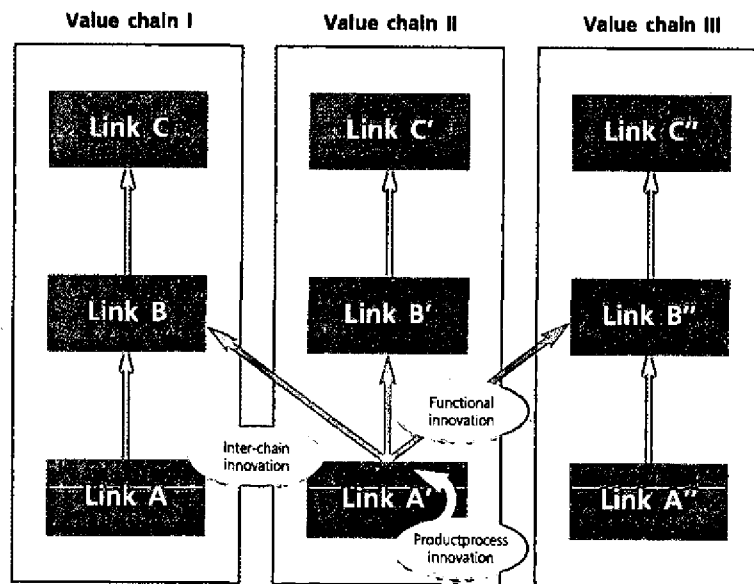 Value chain I
Value chain II
Value chain III
Link C
Link C'
Link C"
Link B
Link B'
Link B"
Functional
innovation
Inter-chain
innovation
Link A
Link A'
Link A"
Productprocess
innovation